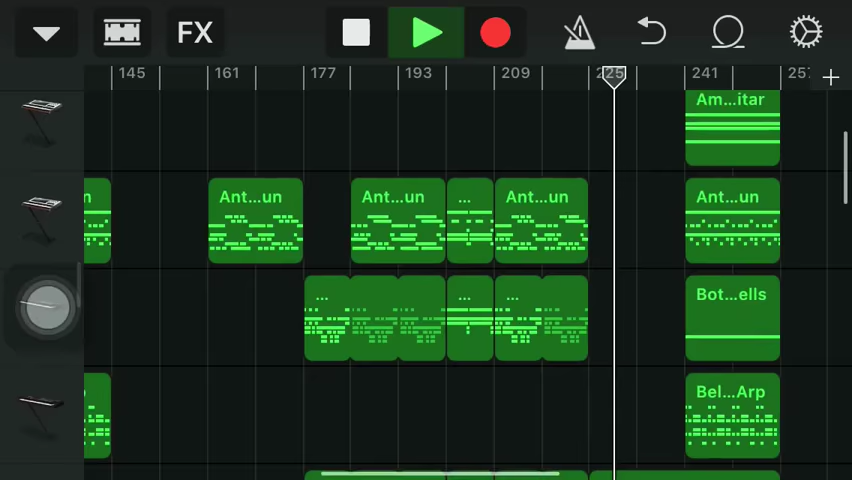 FX
145 161 177 193 209 225 241 257 +
Am...itar
n Ant...un Ant...un ... Ant...un Ant...un
... ... ... Bot...ells
Bel...Arp